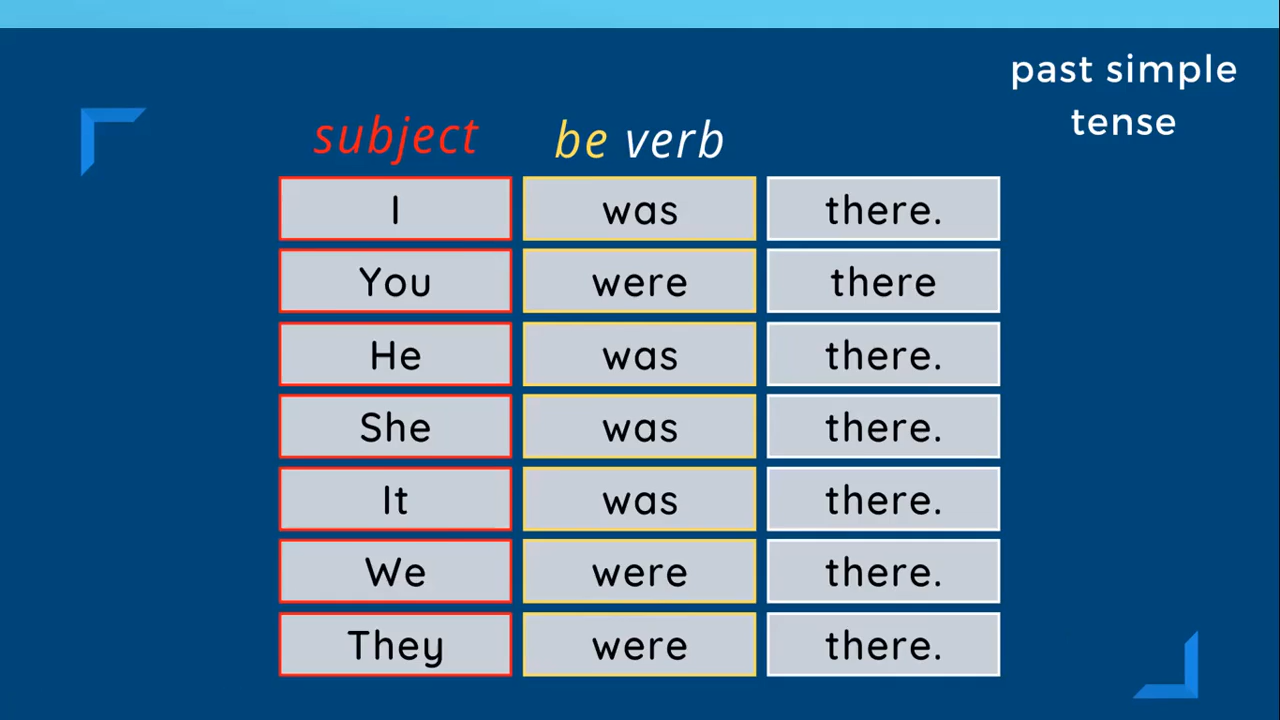 past simple
tense
subject be verb
I was there.
You were there
He was there.
She was there.
It was there.
We were there.
They were there.